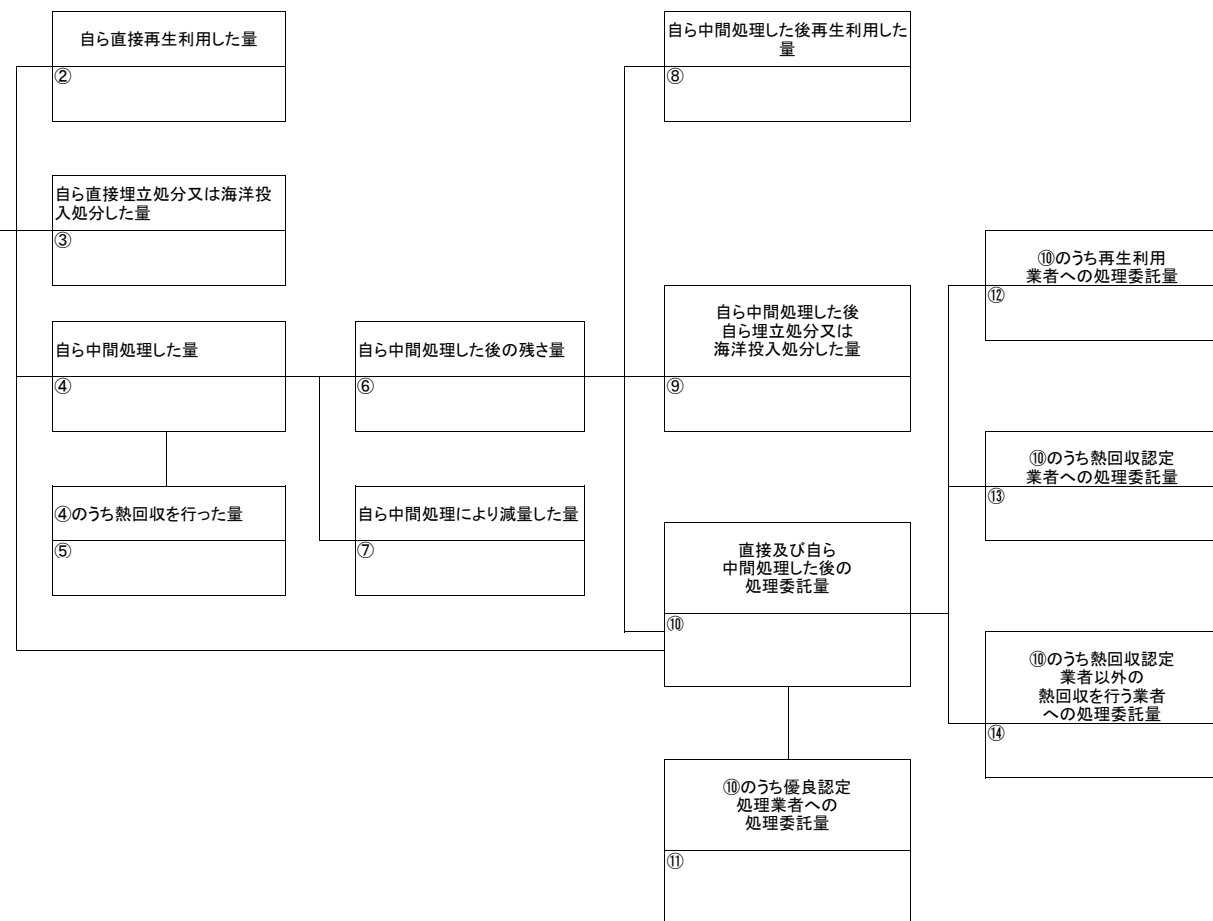 自ら直接再生利用した量
②
自ら直接埋立処分又は海洋投
入処分した量
③
自ら中間処理した量
④
④のうち熱回収を行った量
⑤
自ら中間処理した後の残さ量
⑥
自ら中間処理により減量した量
⑦
自ら中間処理した後再生利用した
量
⑧
自ら中間処理した後
自ら埋立処分又は
海洋投入処分した量
⑨
直接及び自ら
中間処理した後の
処理委託量
⑩
⑩のうち優良認定
処理業者への
処理委託量
⑪
⑩のうち再生利用
業者への処理委託量
⑫
⑩のうち熱回収認定
業者への処理委託量
⑬
⑩のうち熱回収認定
業者以外の
熱回収を行う業者
への処理委託量
⑭